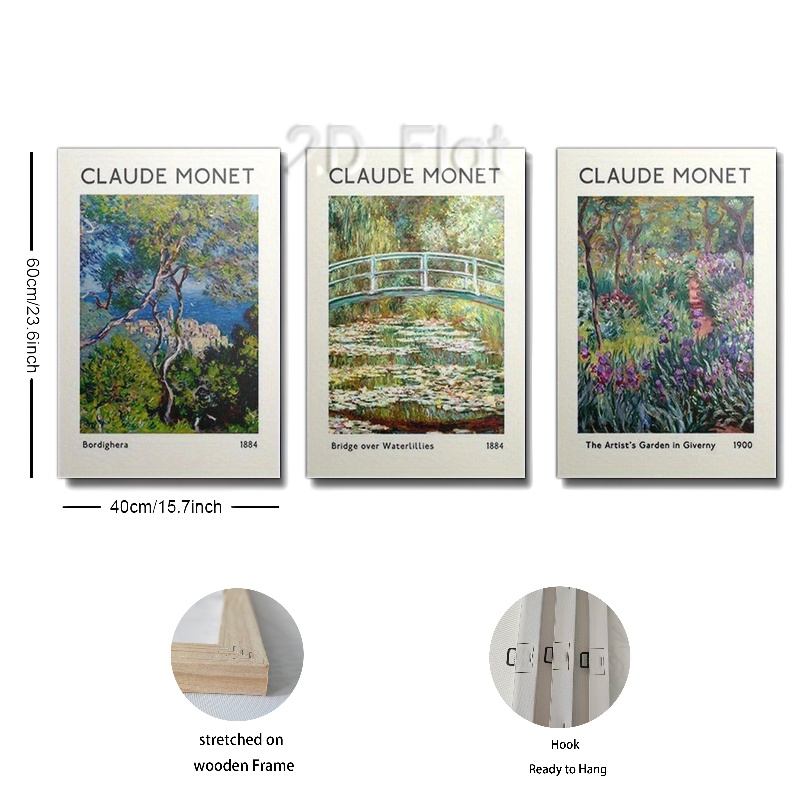 2D Flat
CLAUDE MONET
CLAUDE MONET
CLAUDE MONET
60cm/23.6inch
Bordighera 1884
Bridge over Waterlillies 1884
The Artist's Garden in Giverny 1900
40cm/15.7inch
stretched on
wooden Frame
Hook
Ready to Hang